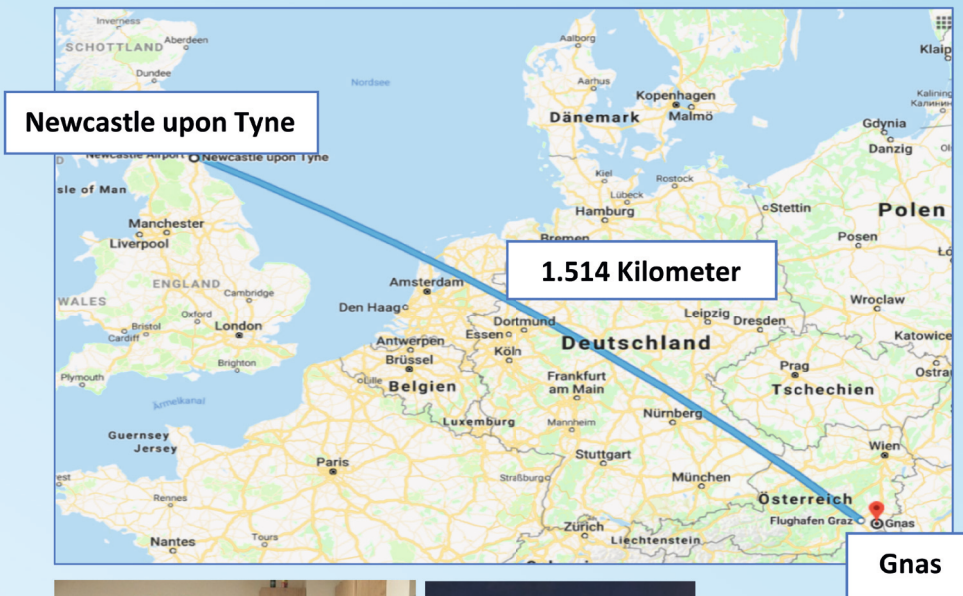 Inverness
SCHOTTLAND
Aberdeen
Dundee
Nordsee
Aalborg
Aarhus
Kopenhagen
Dänemark
Malmö
Klaip
Gdynia
Danzig
Newcastle upon Tyne
Newcastle Airport
Newcastle upon Tyne
sle of Man
Kiel
Rostock
Lübeck
Hamburg
Stettin
Polen
Manchester
Liverpool
Bremen
Posen
1.514 Kilometer
ENGLAND
WALES
Cambridge
Amsterdam
Den Haag
Oxford
Bristol
London
Cardiff
Wroclaw
Leipzig
Dresden
Dortmund
Essen
Antwerpen
Deutschland
Katowice
Brighton
Brüssel
Köln
Prag
Ostra
Plymouth
Lille
Belgien
Frankfurt
am Main
Tschechien
Ärmelkanal
Luxemburg
Mannheim
Nürnberg
Guernsey
Jersey
Paris
Stuttgart
Wien
Straßburg
München
Rennes
Österreich
Flughafen Graz
Gnas
Nantes
Tours
Zürich
Liechtenstein
Gnas